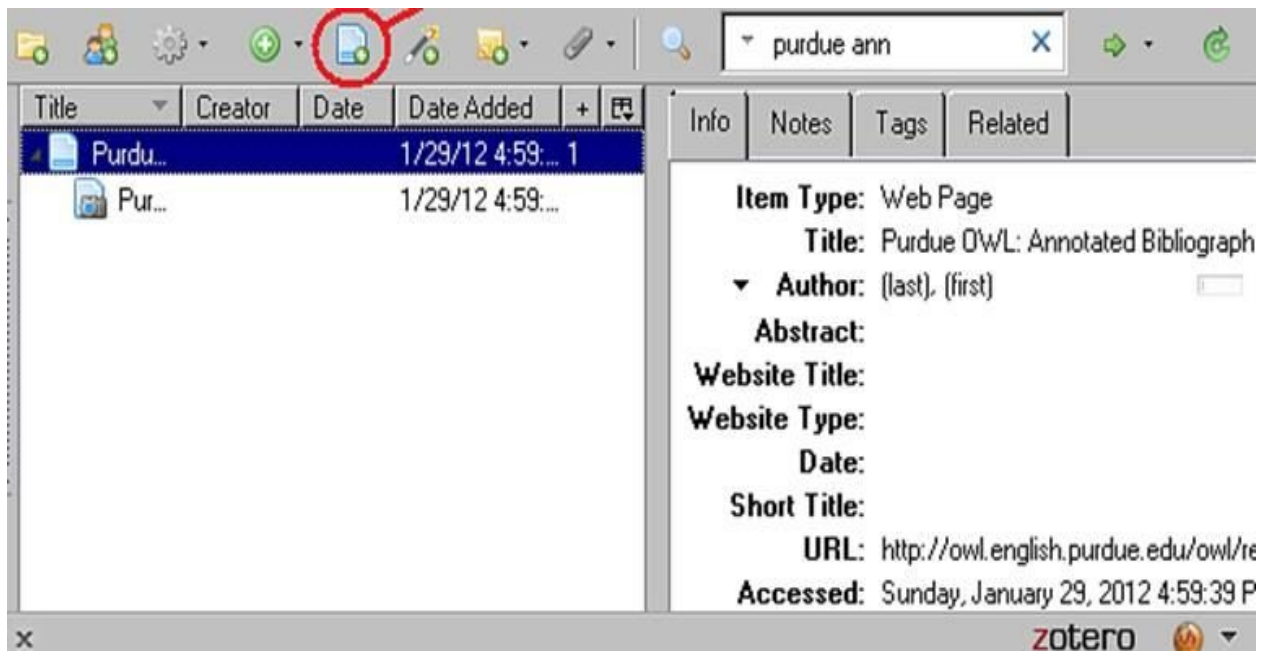 purdue ann
Title Creator Date Date Added +
Purdu... 1/29/12 4:59:... 1
Pur... 1/29/12 4:59:...
Info Notes Tags Related
Item Type: Web Page
Title: Purdue OWL: Annotated Bibliograph
Author: (last), (first)
Abstract:
Website Title:
Website Type:
Date:
Short Title:
URL: http://owl.english.purdue.edu/owl/re
Accessed: Sunday, January 29, 2012 4:59:39 P
zotero